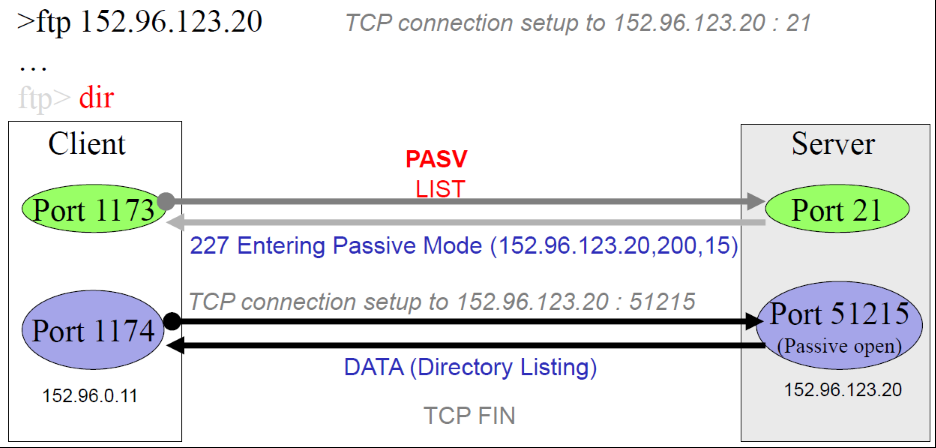 >ftp 152.96.123.20
TCP connection setup to 152.96.123.20 : 21
...
ftp> dir
Client
Server
PASV
LIST
Port 1173
Port 21
227 Entering Passive Mode (152.96.123.20,200,15)
TCP connection setup to 152.96.123.20 : 51215
Port 1174
Port 51215
(Passive open)
DATA (Directory Listing)
152.96.0.11
152.96.123.20
TCP FIN